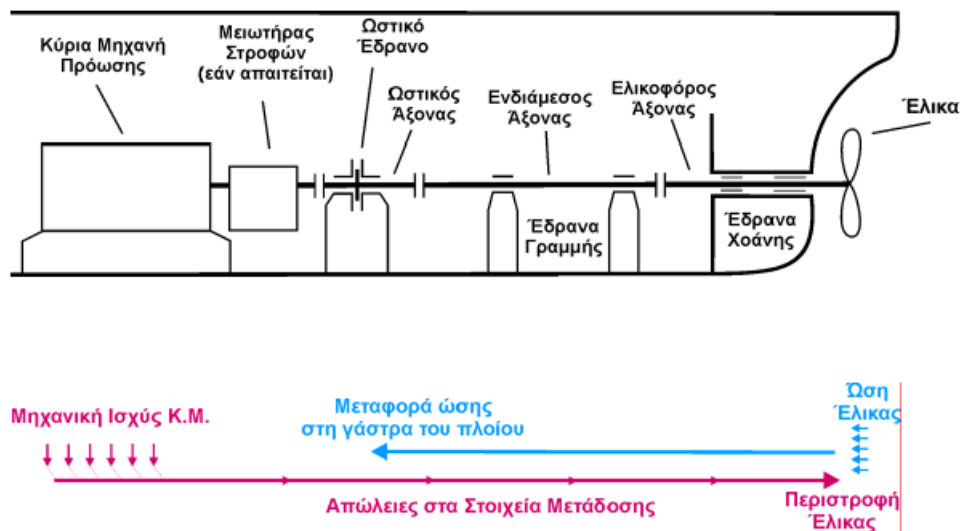 Κύρια Μηχανή
Πρόωσης
Μειωτήρας
Στροφών
(εάν απαιτείται)
Ωστικό
Έδρανο
Ωστικός
Άξονας
Ενδιάμεσος
Άξονας
Ελικοφόρος
Άξονας
Έλικα
Έδρανα
Γραμμής
Έδρανα
Χοάνης
Μηχανική Ισχύς Κ.Μ.
Μεταφορά ώσης
στη γάστρα του πλοίου
Ώση
Έλικας
Απώλειες στα Στοιχεία Μετάδοσης
Περιστροφή
Έλικας